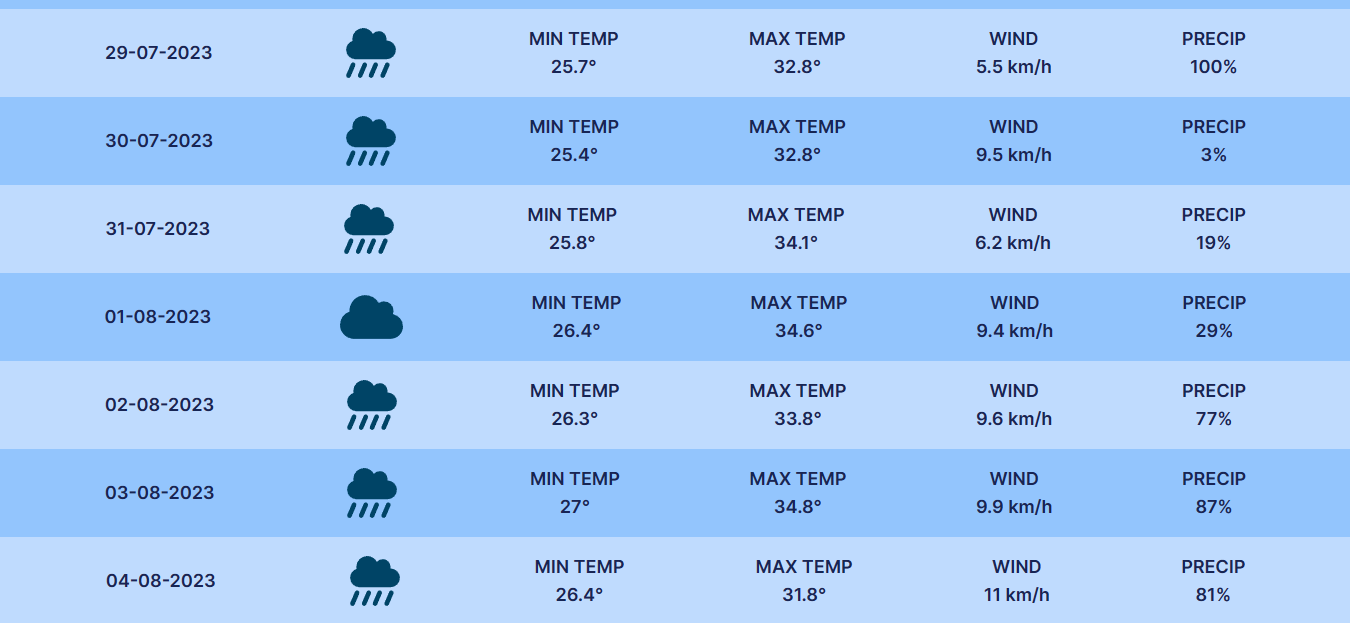 MIN TEMP MAX TEMP WIND PRECIP
29-07-2023
25.7° 32.8° 5.5 km/h 100%
MIN TEMP MAX TEMP WIND PRECIP
30-07-2023
25.4° 32.8° 9.5 km/h 3%
MIN TEMP MAX TEMP WIND PRECIP
31-07-2023
25.8° 34.1° 6.2 km/h 19%
MIN TEMP MAX TEMP WIND PRECIP
01-08-2023
26.4° 34.6° 9.4 km/h 29%
MIN TEMP MAX TEMP WIND PRECIP
02-08-2023
26.3° 33.8° 9.6 km/h 77%
MIN TEMP MAX TEMP WIND PRECIP
03-08-2023
27° 34.8° 9.9 km/h 87%
MIN TEMP MAX TEMP WIND PRECIP
04-08-2023
26.4° 31.8° 11 km/h 81%